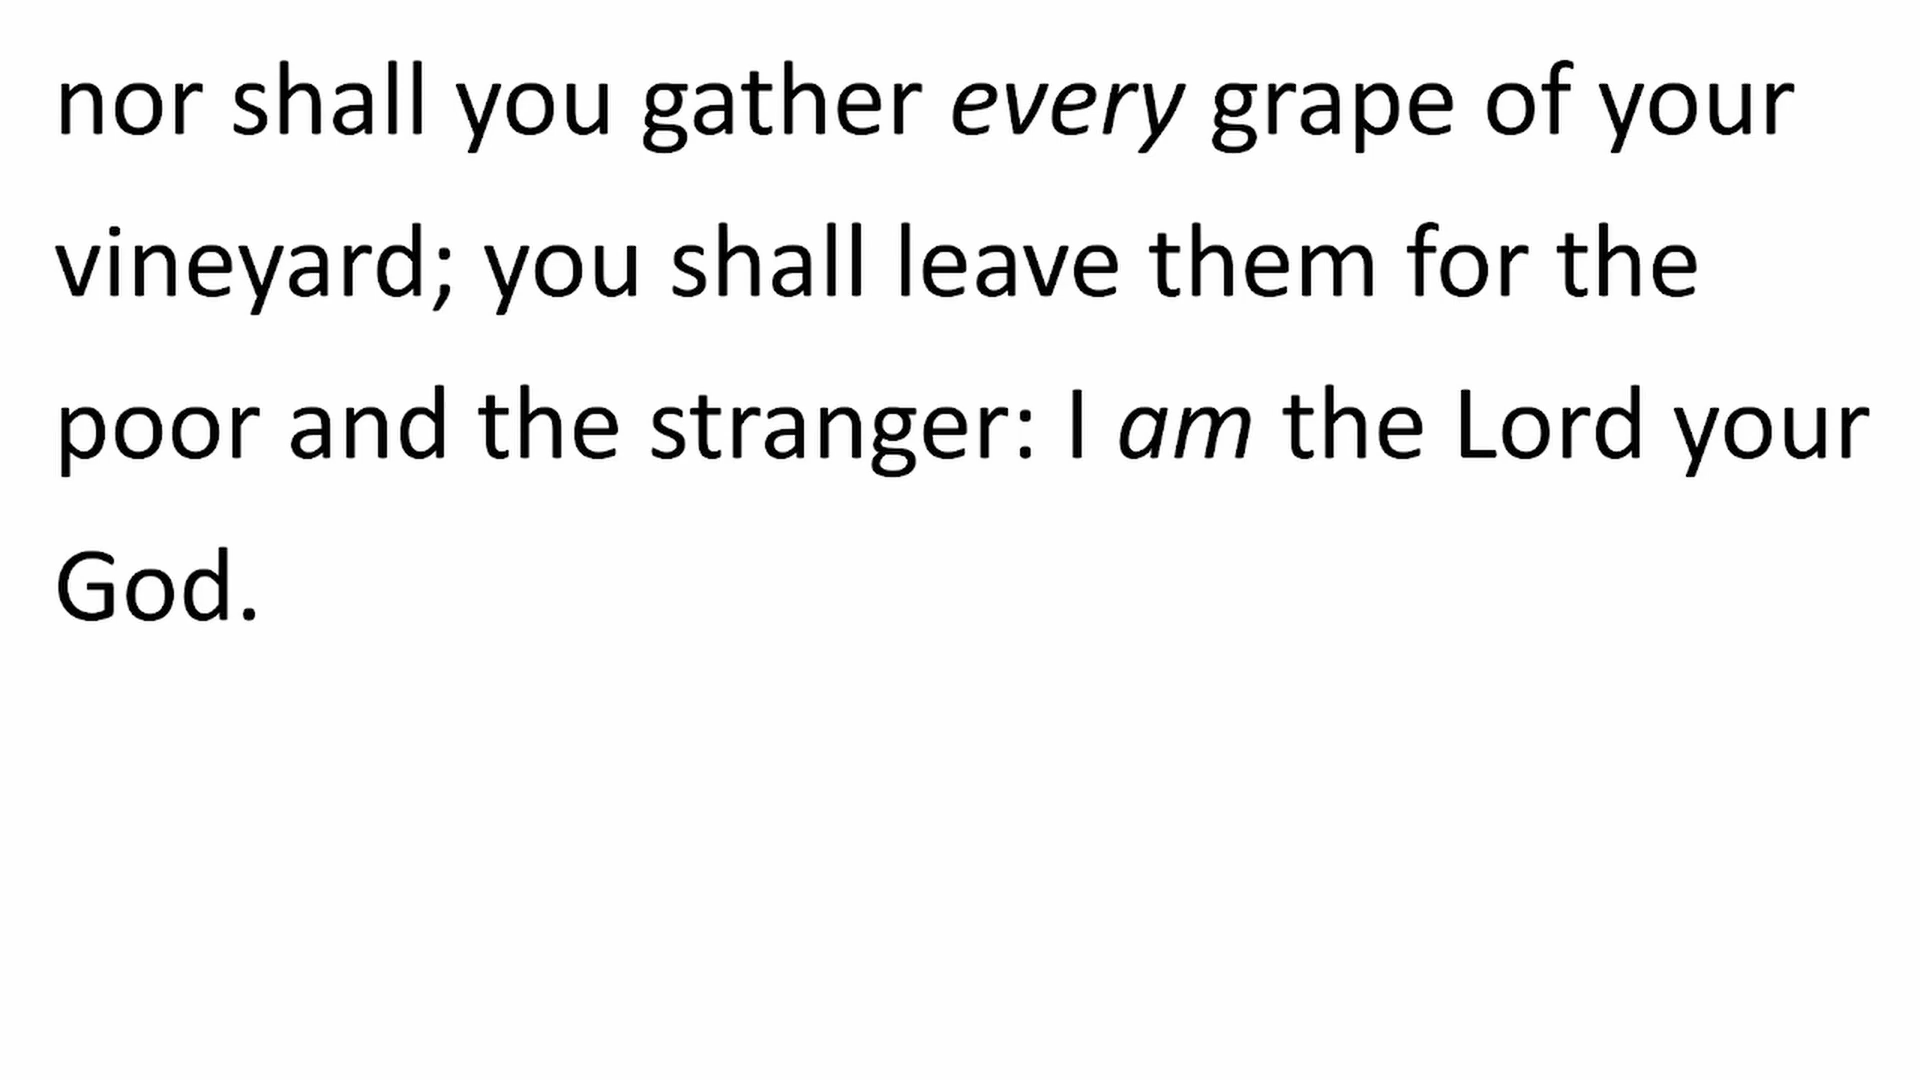 nor shall you gather every grape of your
vineyard; you shall leave them for the
poor and the stranger: I am the Lord your
God.